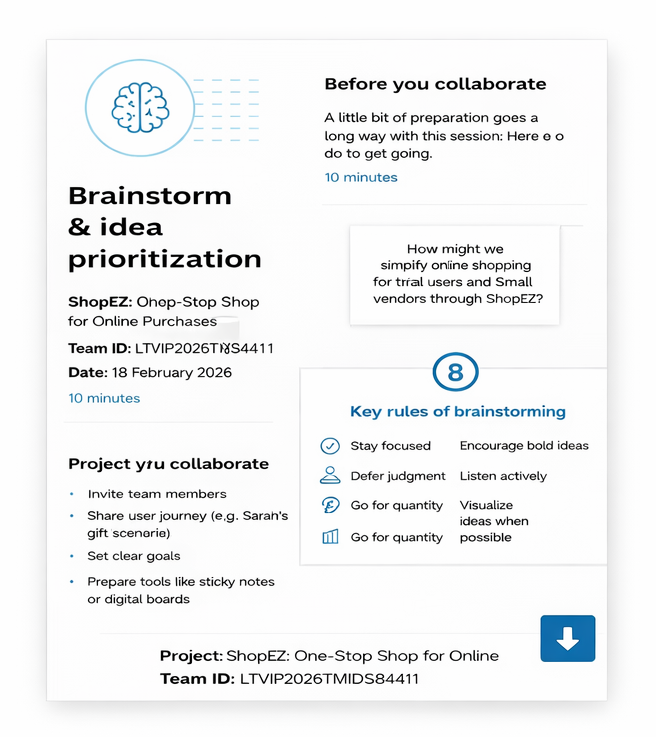 Brainstorm
& idea
prioritization
ShopEZ: Onep-Stop Shop
for Online Purchases
Team ID: LTVIP2026TS4411
Date: 18 February 2026
10 minutes
Project yru collaborate
Invite team members
Share user journey (e.g. Sarah's
gift scenerie)
Set clear goals
Prepare tools like sticky notes
or digital boards
Before you collaborate
A little bit of preparation goes a
long way with this session: Here
do to get going.
10 minutes
How might we
simpify online shopping
for trial users and Small
vendors through ShopEZ?
8
Key rules of brainstorming
Stay focused Encourage bold ideas
Defer judgment Listen actively
Go for quantity Visualize
ideas when
Go for quantity possible
Project: ShopEZ: One-Stop Shop for Online
Team ID: LTVIP2026TMIDS84411